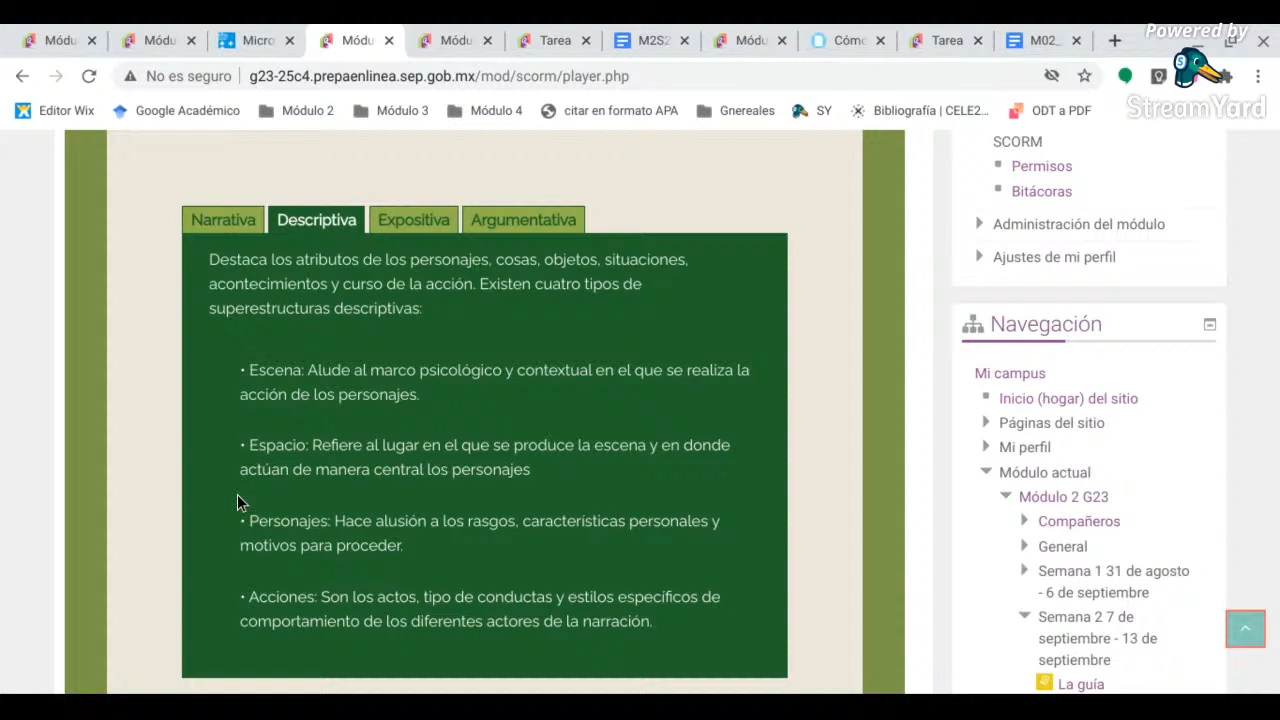 Módu
Módu
Micro
Módu
Módu
Tarea
M2S2
Módu
Cómo
Tarea
M02_
Powered by
StreamYard
No es seguro
g23-25c4.prepaenlinea.sep.gob.mx/mod/scorm/player.php
Editor Wix
Google Académico
Módulo 2
Módulo 3
Módulo 4
citar en formato APA
Gnereales
SY
Bibliografía | CELE2...
ODT a PDF
Narrativa
Descriptiva
Expositiva
Argumentativa
Destaca los atributos de los personajes, cosas, objetos, situaciones,
acontecimientos y curso de la acción. Existen cuatro tipos de
superestructuras descriptivas:
• Escena: Alude al marco psicológico y contextual en el que se realiza la
acción de los personajes.
• Espacio: Refiere al lugar en el que se produce la escena y en donde
actúan de manera central los personajes
• Personajes: Hace alusión a los rasgos, características personales y
motivos para proceder.
• Acciones: Son los actos, tipo de conductas y estilos específicos de
comportamiento de los diferentes actores de la narración.
SCORM
Permisos
Bitácoras
Administración del módulo
Ajustes de mi perfil
Navegación
Mi campus
Inicio (hogar) del sitio
Páginas del sitio
Mi perfil
Módulo actual
Módulo 2 G23
Compañeros
General
Semana 1 31 de agosto
- 6 de septiembre
Semana 2 7 de
septiembre - 13 de
septiembre
La guía